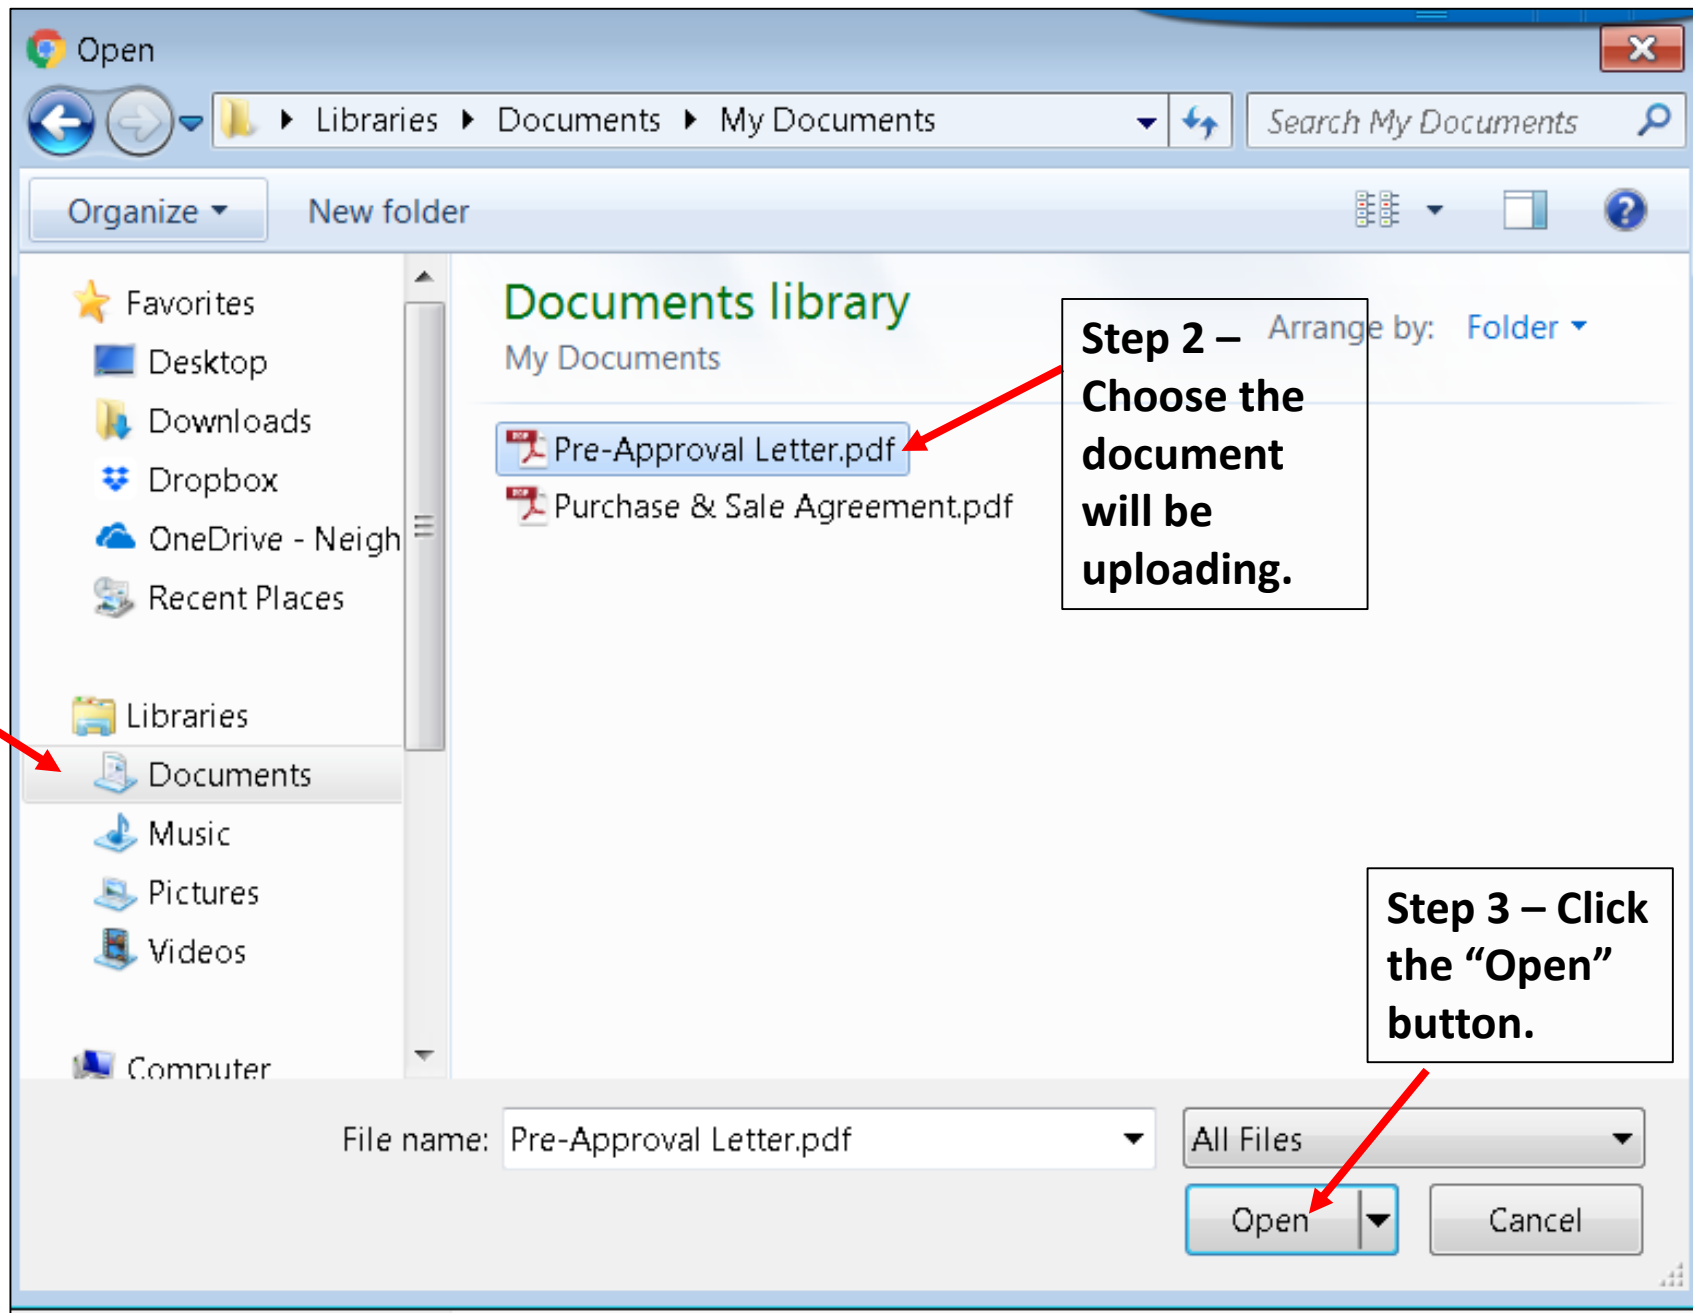 Open
Libraries Documents My Documents
Search My Documents
Organize New folder
Favorites
Desktop
Downloads
Dropbox
OneDrive - Neigh
Recent Places
Libraries
Documents
Music
Pictures
Videos
Computer
Documents library
My Documents
Arrange by: Folder
Pre-Approval Letter.pdf
Purchase & Sale Agreement.pdf
Step 2 –
Choose the
document
will be
uploading.
Step 3 – Click
the “Open”
button.
File name: Pre-Approval Letter.pdf
All Files
Open Cancel